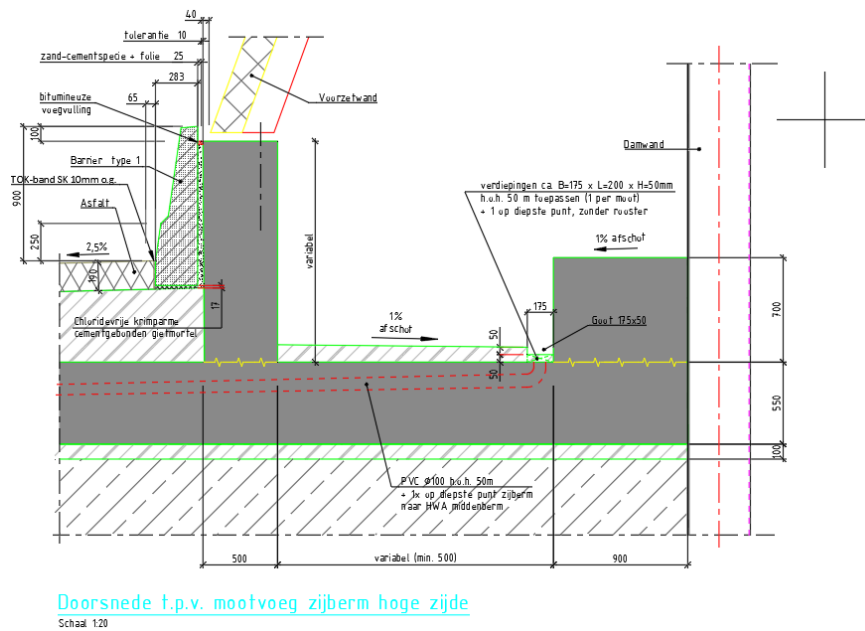 40
tolerantie 10
zand-cementspecie + folie 25
283
65
bitumineuze
voegvulling
Voorzetwand
100
Barrier type 1
900
TOK-band SK 10mm o.g.
Asfalt
250
2,5%
190
17
Chloridevrije krimparme
cementgebonden gietmortel
variabel
Damwand
verdiepingen ca. B=175 x L=200 x H=50mm
h.o.h. 50 m toepassen (1 per moot)
+ 1 op diepste punt, zonder rooster
1% afschot
175
1%
afschot
50
50
Goot 175x50
700
550
100
PVC Ø100 h.o.h. 50m
+ 1x op diepste punt zijberm
naar HWA middenberm
500
variabel (min. 500)
900
Doorsnede t.p.v. mootvoeg zijberm hoge zijde
Schaal 1:20